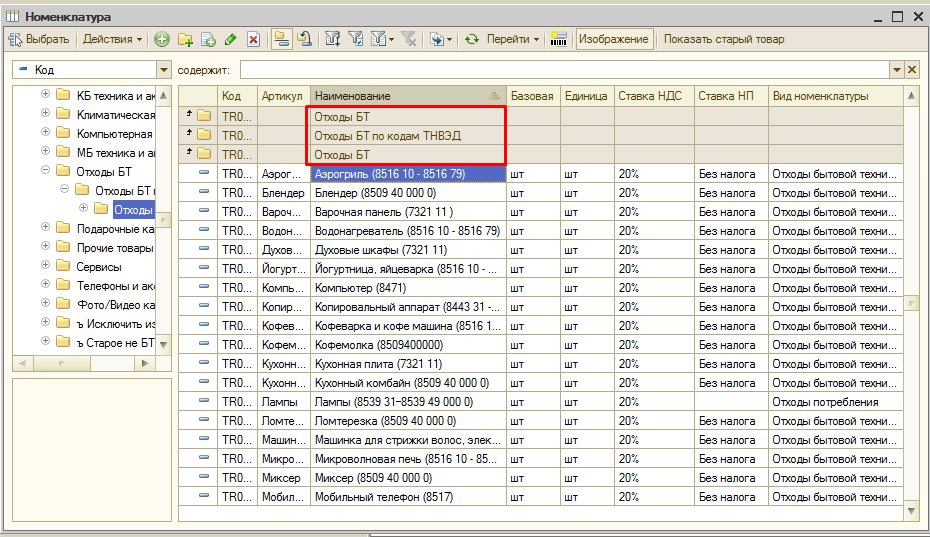 Номенклатура
Выбрать Действия Перейти Изображение Показать старый товар
Код содержит:
КБ техника и ак
Климатическая
Компьютерная
МБ техника и а
Отходы БТ
Отходы БТ
Отходы
Подарочные ка
Прочие товары
Сервисы
Телефоны и ак
Фото/Видео ка
ъ Исключить из
ъ Старое не БТ
Код Артикул Наименование Базовая Единица Ставка НДС Ставка НП Вид номенклатуры
TR0... Отходы БТ
TR0... Отходы БТ по кодам ТНВЭД
TR0... Отходы БТ
TR0... Аэрог... Аэрогриль (8516 10 - 8516 79) шт шт 20% Без налога Отходы бытовой техни...
TR0... Блендер Блендер (8509 40 000 0) шт шт 20% Без налога Отходы бытовой техни...
TR0... Вароч... Варочная панель (7321 11 ) шт шт 20% Без налога Отходы бытовой техни...
TR0... Водон... Водонагреватель (8516 10 - 8516 79) шт шт 20% Без налога Отходы бытовой техни...
TR0... Духов... Духовые шкафы (7321 11) шт шт 20% Без налога Отходы бытовой техни...
TR0... Йогурт... Йогуртница, яйцеварка (8516 10 - ... шт шт 20% Без налога Отходы бытовой техни...
TR0... Компь... Компьютер (8471) шт шт 20% Без налога Отходы бытовой техни...
TR0... Копир... Копировальный аппарат (8443 31 -... шт шт 20% Без налога Отходы бытовой техни...
TR0... Кофев... Кофеварка и кофе машина (8516 1... шт шт 20% Без налога Отходы бытовой техни...
TR0... Кофем... Кофемолка (8509400000) шт шт 20% Без налога Отходы бытовой техни...
TR0... Кухонн... Кухонная плита (7321 11) шт шт 20% Без налога Отходы бытовой техни...
TR0... Кухонн... Кухонный комбайн (8509 40 000 0) шт шт 20% Без налога Отходы бытовой техни...
TR0... Лампы Лампы (8539 31-8539 49 000 0) шт шт 20% Отходы потребления
TR0... Ломте... Ломтерезка (8509 40 000 0) шт шт 20% Без налога Отходы бытовой техни...
TR0... Машин... Машинка для стрижки волос, элек... шт шт 20% Без налога Отходы бытовой техни...
TR0... Микро... Микроволновая печь (8516 10 - 85... шт шт 20% Без налога Отходы бытовой техни...
TR0... Миксер Миксер (8509 40 000 0) шт шт 20% Без налога Отходы бытовой техни...
TR0... Мобил... Мобильный телефон (8517) шт шт 20% Без налога Отходы бытовой техни...